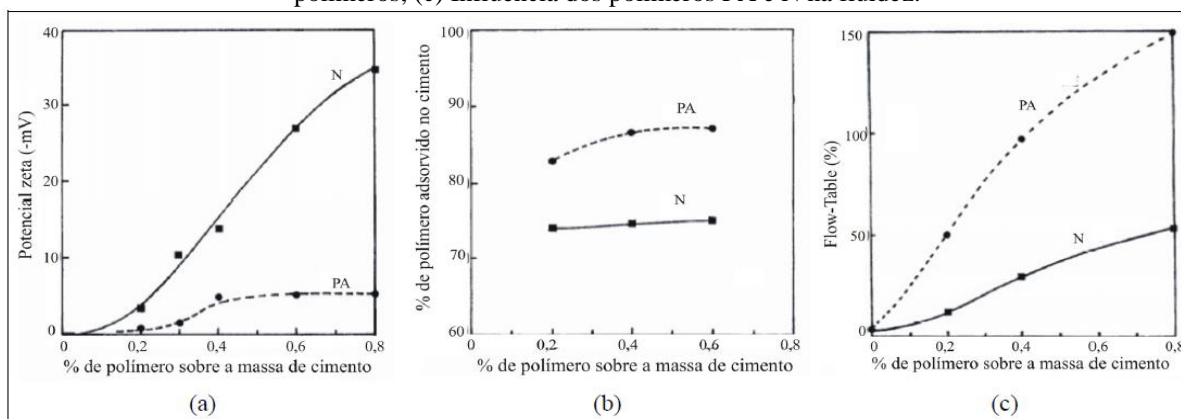 polímeros; (c) Influência dos polímeros PA e N na fluidez.
Potencial zeta (-mV)
40
30
20
10
0
N
PA
0
0,2
0,4
0,6
0,8
% de polímero sobre a massa de cimento
(a)
% de polímero adsorvido no cimento
100
90
80
70
60
PA
N
0
0,2
0,4
0,6
0,8
% de polímero sobre a massa de cimento
(b)
Flow-Table (%)
150
100
50
0
PA
N
0
0,2
0,4
0,6
0,8
% de polímero sobre a massa de cimento
(c)